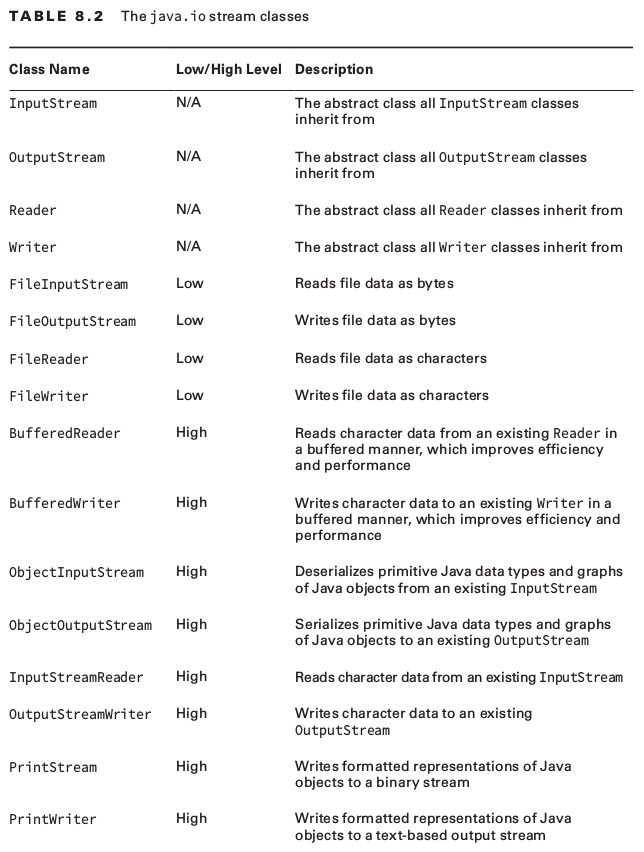 TABLE 8.2 The java.io stream classes
Class Name Low/High Level Description
InputStream N/A The abstract class all InputStream classes
inherit from
OutputStream N/A The abstract class all OutputStream classes
inherit from
Reader N/A The abstract class all Reader classes inherit from
Writer N/A The abstract class all Writer classes inherit from
FileInputStream Low Reads file data as bytes
FileOutputStream Low Writes file data as bytes
FileReader Low Reads file data as characters
FileWriter Low Writes file data as characters
BufferedReader High Reads character data from an existing Reader in
a buffered manner, which improves efficiency
and performance
BufferedWriter High Writes character data to an existing Writer in a
buffered manner, which improves efficiency and
performance
ObjectInputStream High Deserializes primitive Java data types and graphs
of Java objects from an existing InputStream
ObjectOutputStream High Serializes primitive Java data types and graphs
of Java objects to an existing OutputStream
InputStreamReader High Reads character data from an existing InputStream
OutputStreamWriter High Writes character data to an existing
OutputStream
PrintStream High Writes formatted representations of Java
objects to a binary stream
PrintWriter High Writes formatted representations of Java
objects to a text-based output stream